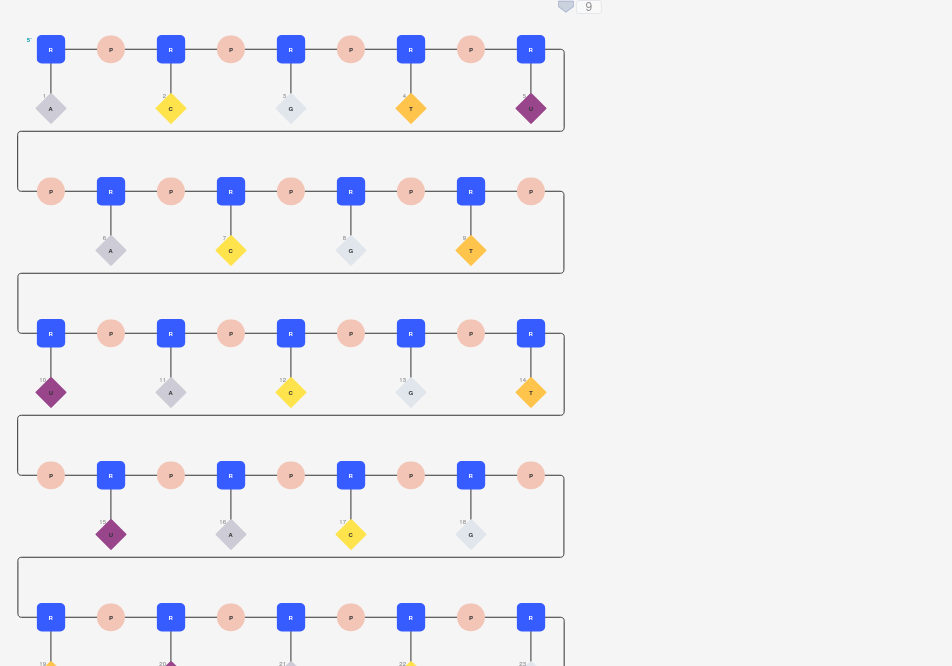 9
5' R P R P R P R P R
1 2 3 4 5
A C G T U
P R P R P R P R P
6 7 8 9
A C G T
R P R P R P R P R
10 11 12 13 14
U A C G T
P R P R P R P R P
15 16 17 18
U A C G
R P R P R P R P R
19 20 21 22 23